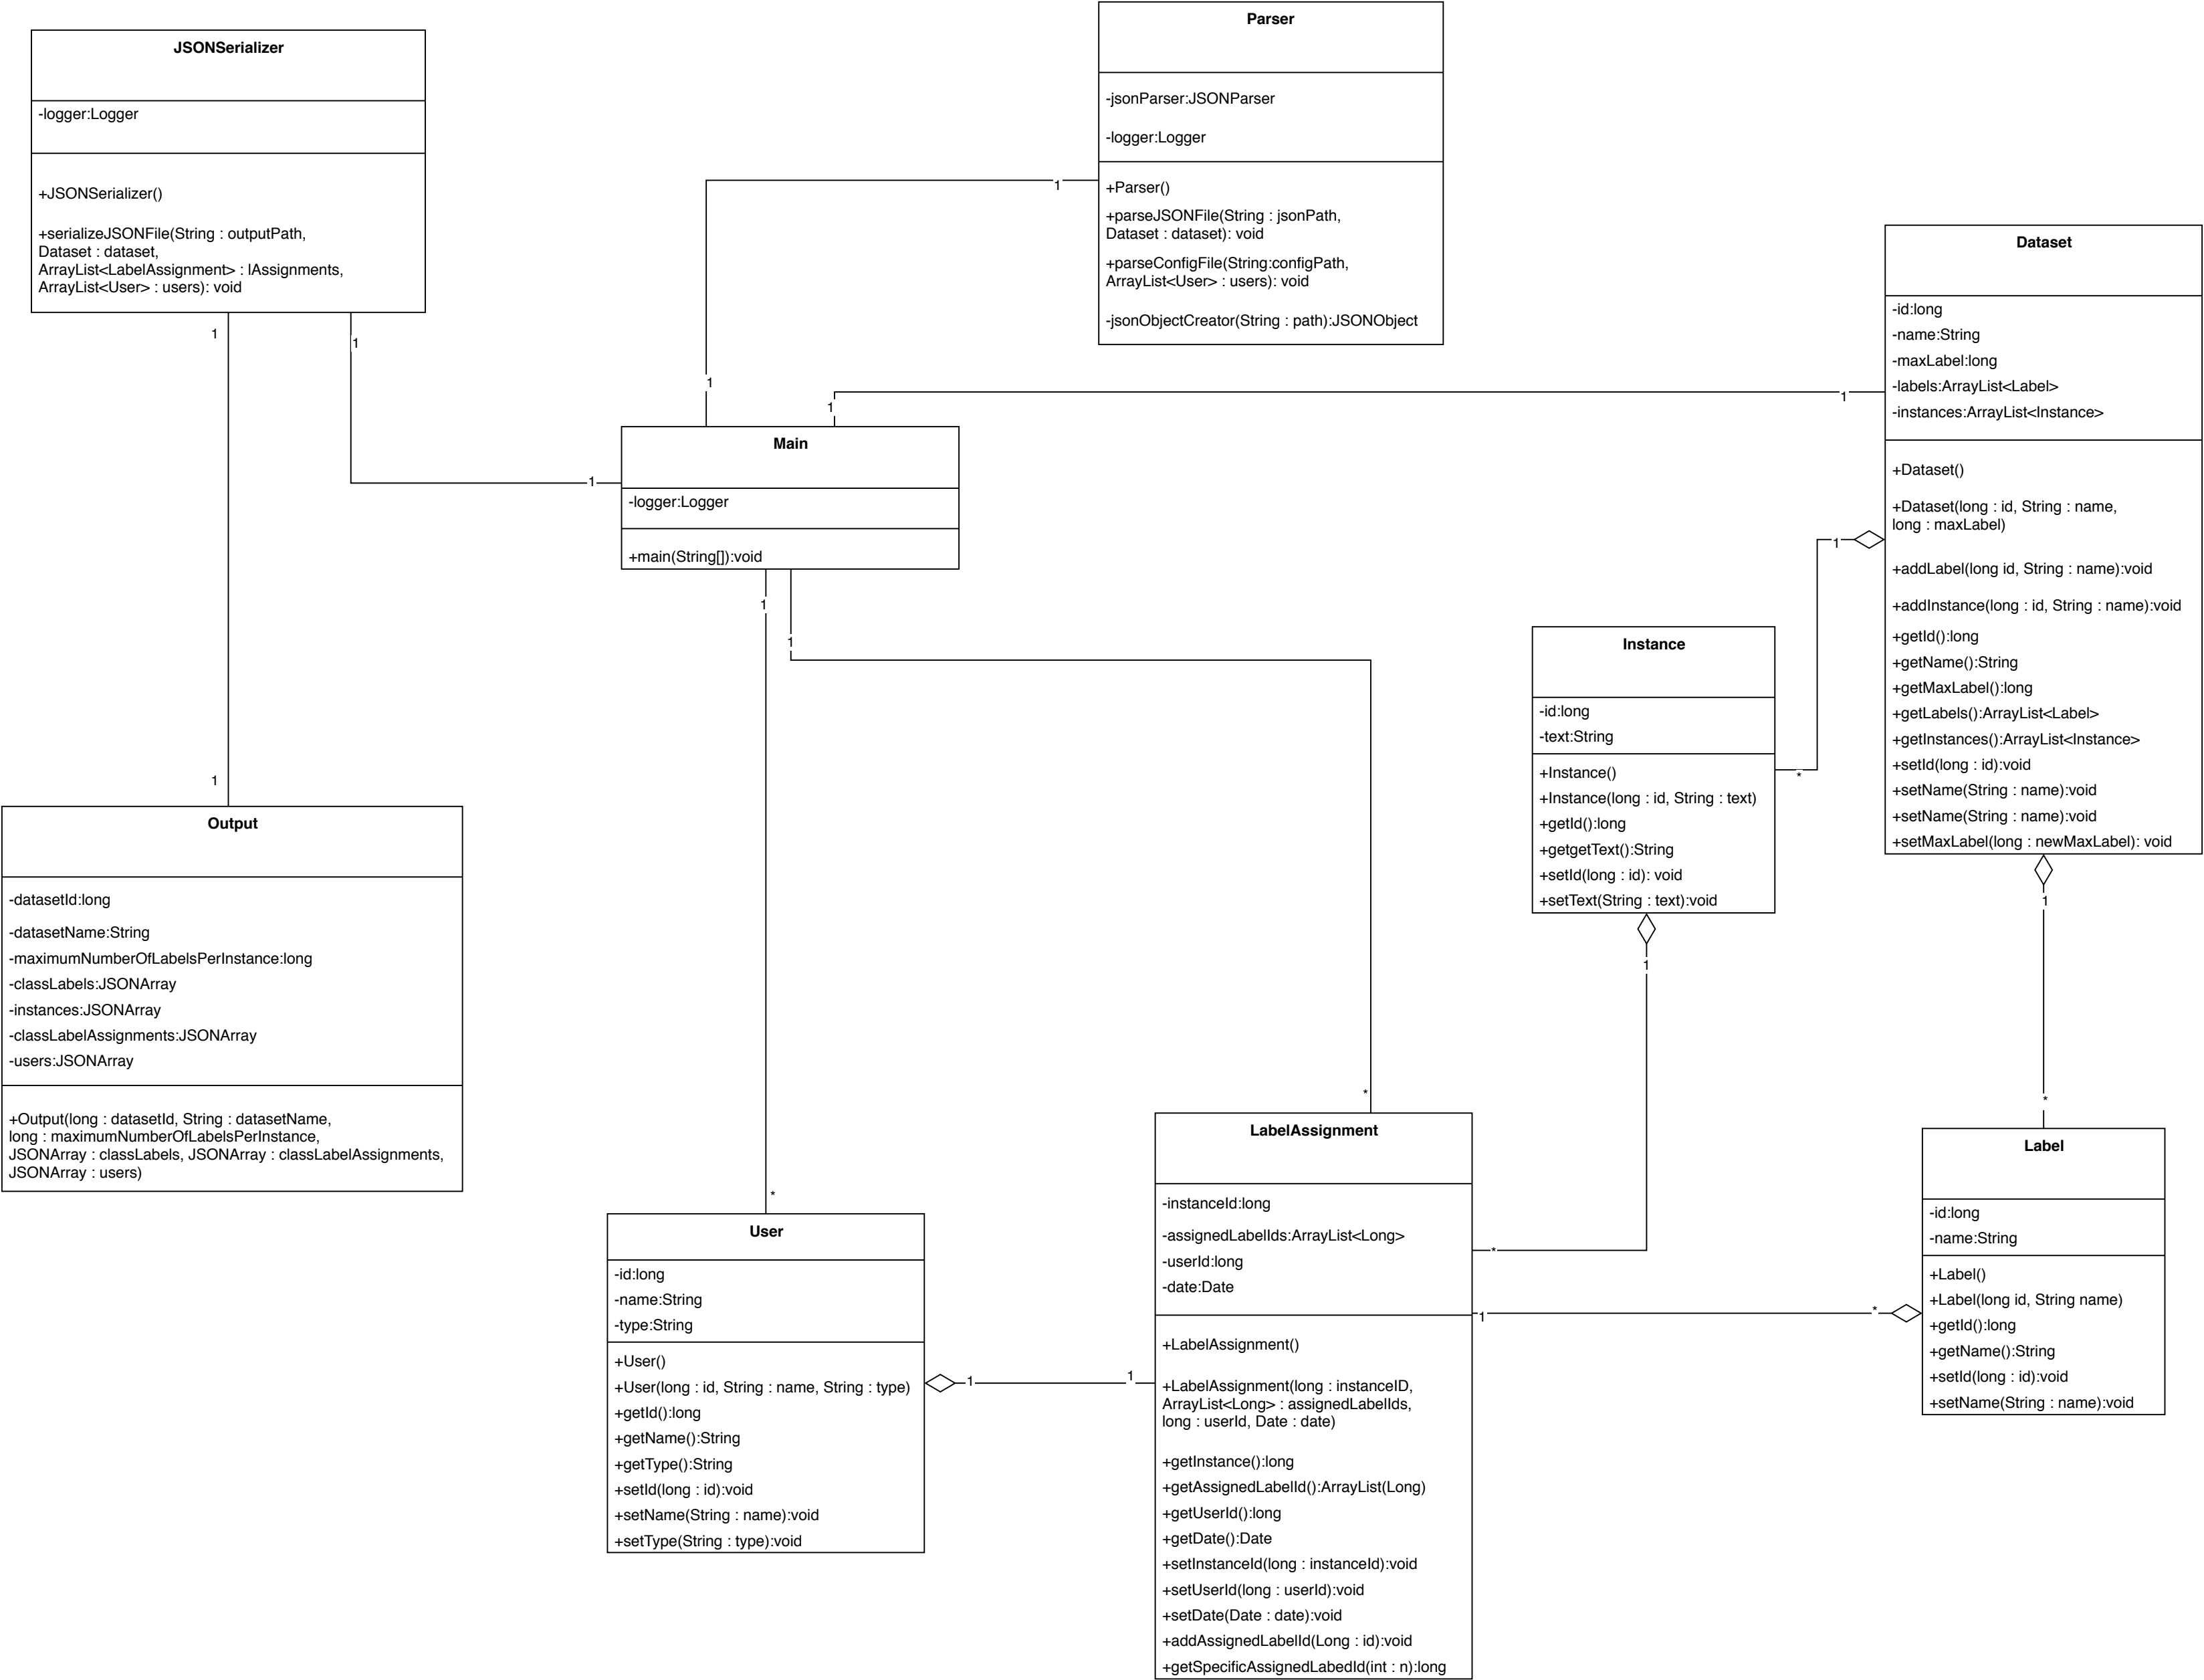 JSONSerializer
-logger:Logger
+JSONSerializer()
+serializeJSONFile(String : outputPath,
Dataset : dataset,
ArrayList<LabelAssignment> : lAssignments,
ArrayList<User> : users): void
1
1
1
1
Parser
-jsonParser:JSONParser
-logger:Logger
+Parser()
+parseJSONFile(String : jsonPath,
Dataset : dataset): void
+parseConfigFile(String:configPath,
ArrayList<User> : users): void
-jsonObjectCreator(String : path):JSONObject
1
1
1
1
Main
-logger:Logger
+main(String[]):void
1
1
*
*
Dataset
-id:long
-name:String
-maxLabel:long
-labels:ArrayList<Label>
-instances:ArrayList<Instance>
+Dataset()
+Dataset(long : id, String : name,
long : maxLabel)
+addLabel(long id, String : name):void
+addInstance(long : id, String : name):void
+getId():long
+getName():String
+getMaxLabel():long
+getLabels():ArrayList<Label>
+getInstances():ArrayList<Instance>
+setId(long : id):void
+setName(String : name):void
+setName(String : name):void
+setMaxLabel(long : newMaxLabel): void
1
*
1
*
Instance
-id:long
-text:String
+Instance()
+Instance(long : id, String : text)
+getId():long
+getgetText():String
+setId(long : id): void
+setText(String : text):void
1
*
Output
-datasetId:long
-datasetName:String
-maximumNumberOfLabelsPerInstance:long
-classLabels:JSONArray
-instances:JSONArray
-classLabelAssignments:JSONArray
-users:JSONArray
+Output(long : datasetId, String : datasetName,
long : maximumNumberOfLabelsPerInstance,
JSONArray : classLabels, JSONArray : classLabelAssignments,
JSONArray : users)
User
-id:long
-name:String
-type:String
+User()
+User(long : id, String : name, String : type)
+getId():long
+getName():String
+getType():String
+setId(long : id):void
+setName(String : name):void
+setType(String : type):void
1
1
LabelAssignment
-instanceId:long
-assignedLabelIds:ArrayList<Long>
-userId:long
-date:Date
+LabelAssignment()
+LabelAssignment(long : instanceID,
ArrayList<Long> : assignedLabelIds,
long : userId, Date : date)
+getInstance():long
+getAssignedLabelId():ArrayList(Long)
+getUserId():long
+getDate():Date
+setInstanceId(long : instanceId):void
+setUserId(long : userId):void
+setDate(Date : date):void
+addAssignedLabelId(Long : id):void
+getSpecificAssignedLabedId(int : n):long
1
*
Label
-id:long
-name:String
+Label()
+Label(long id, String name)
+getId():long
+getName():String
+setId(long : id):void
+setName(String : name):void